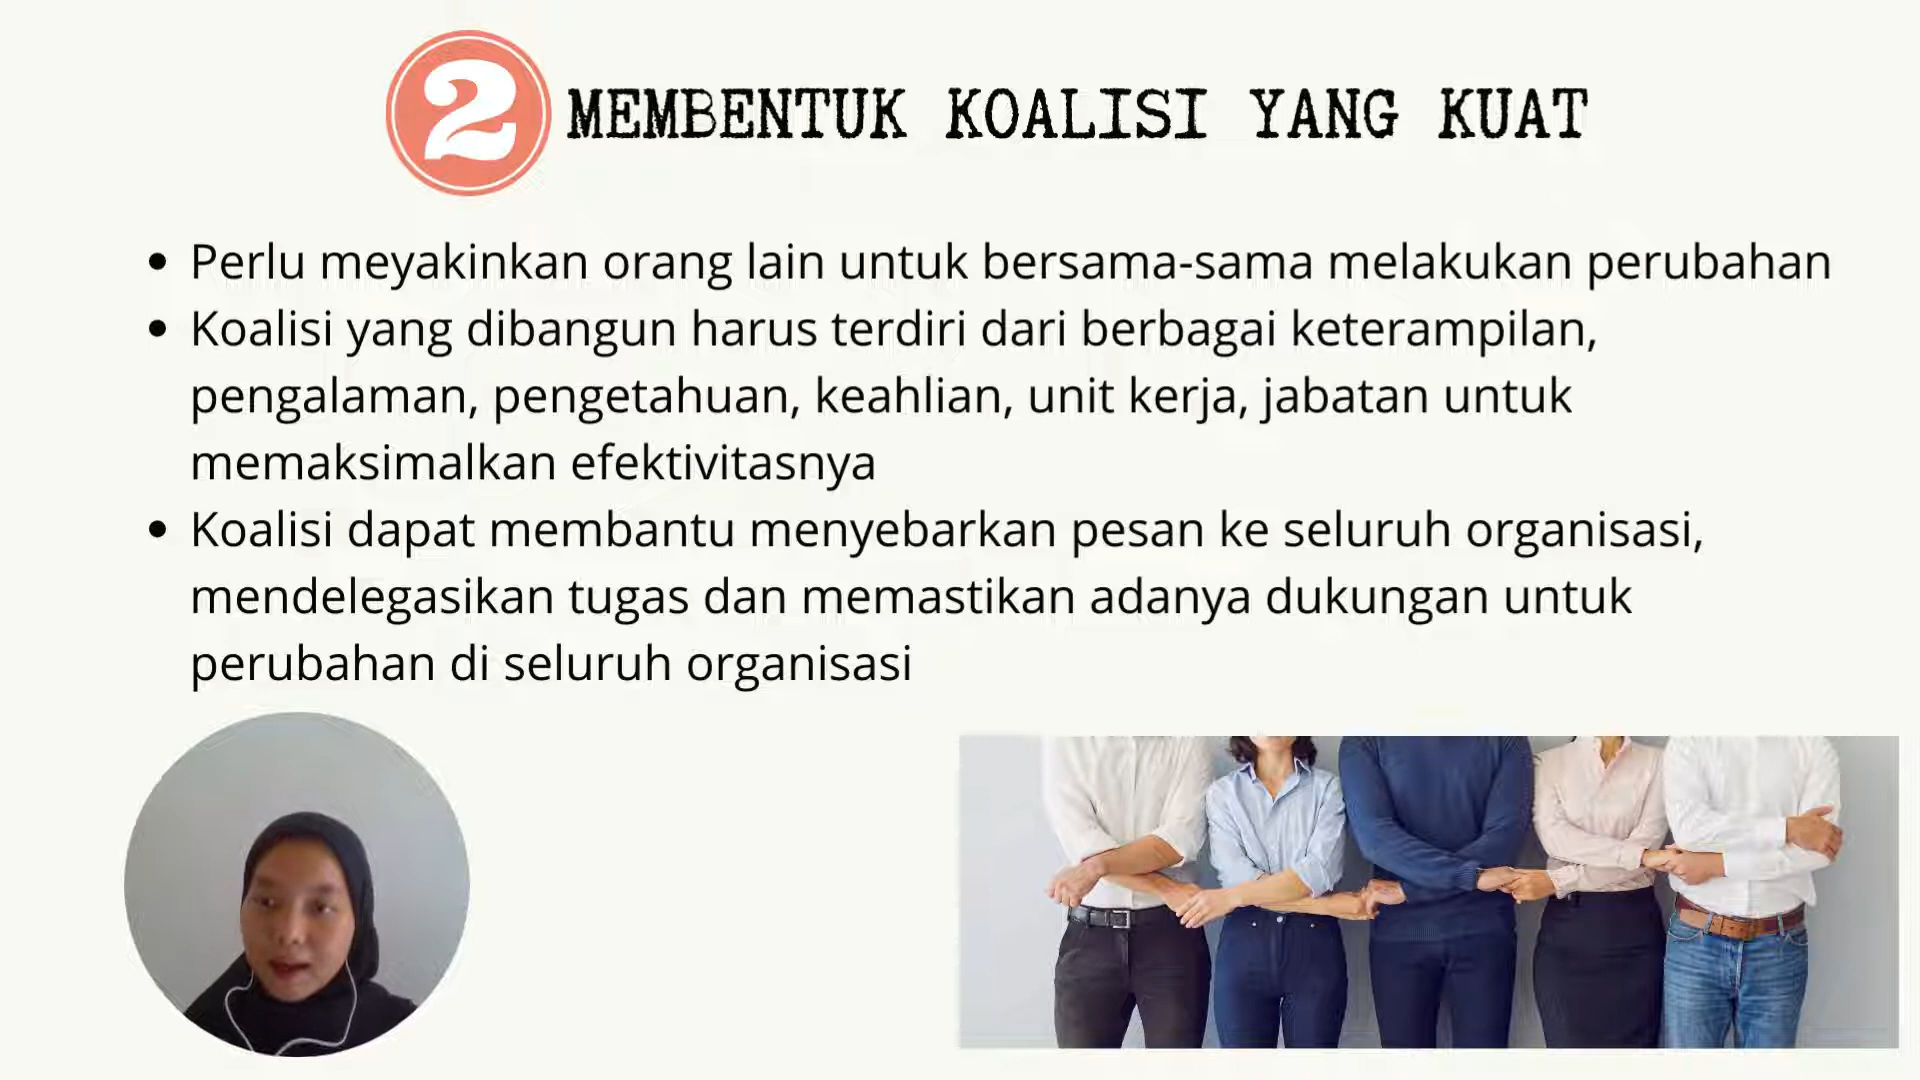 2 MEMBENTUK KOALISI YANG KUAT
• Perlu meyakinkan orang lain untuk bersama-sama melakukan perubahan
• Koalisi yang dibangun harus terdiri dari berbagai keterampilan,
pengalaman, pengetahuan, keahlian, unit kerja, jabatan untuk
memaksimalkan efektivitasnya
• Koalisi dapat membantu menyebarkan pesan ke seluruh organisasi,
mendelegasikan tugas dan memastikan adanya dukungan untuk
perubahan di seluruh organisasi